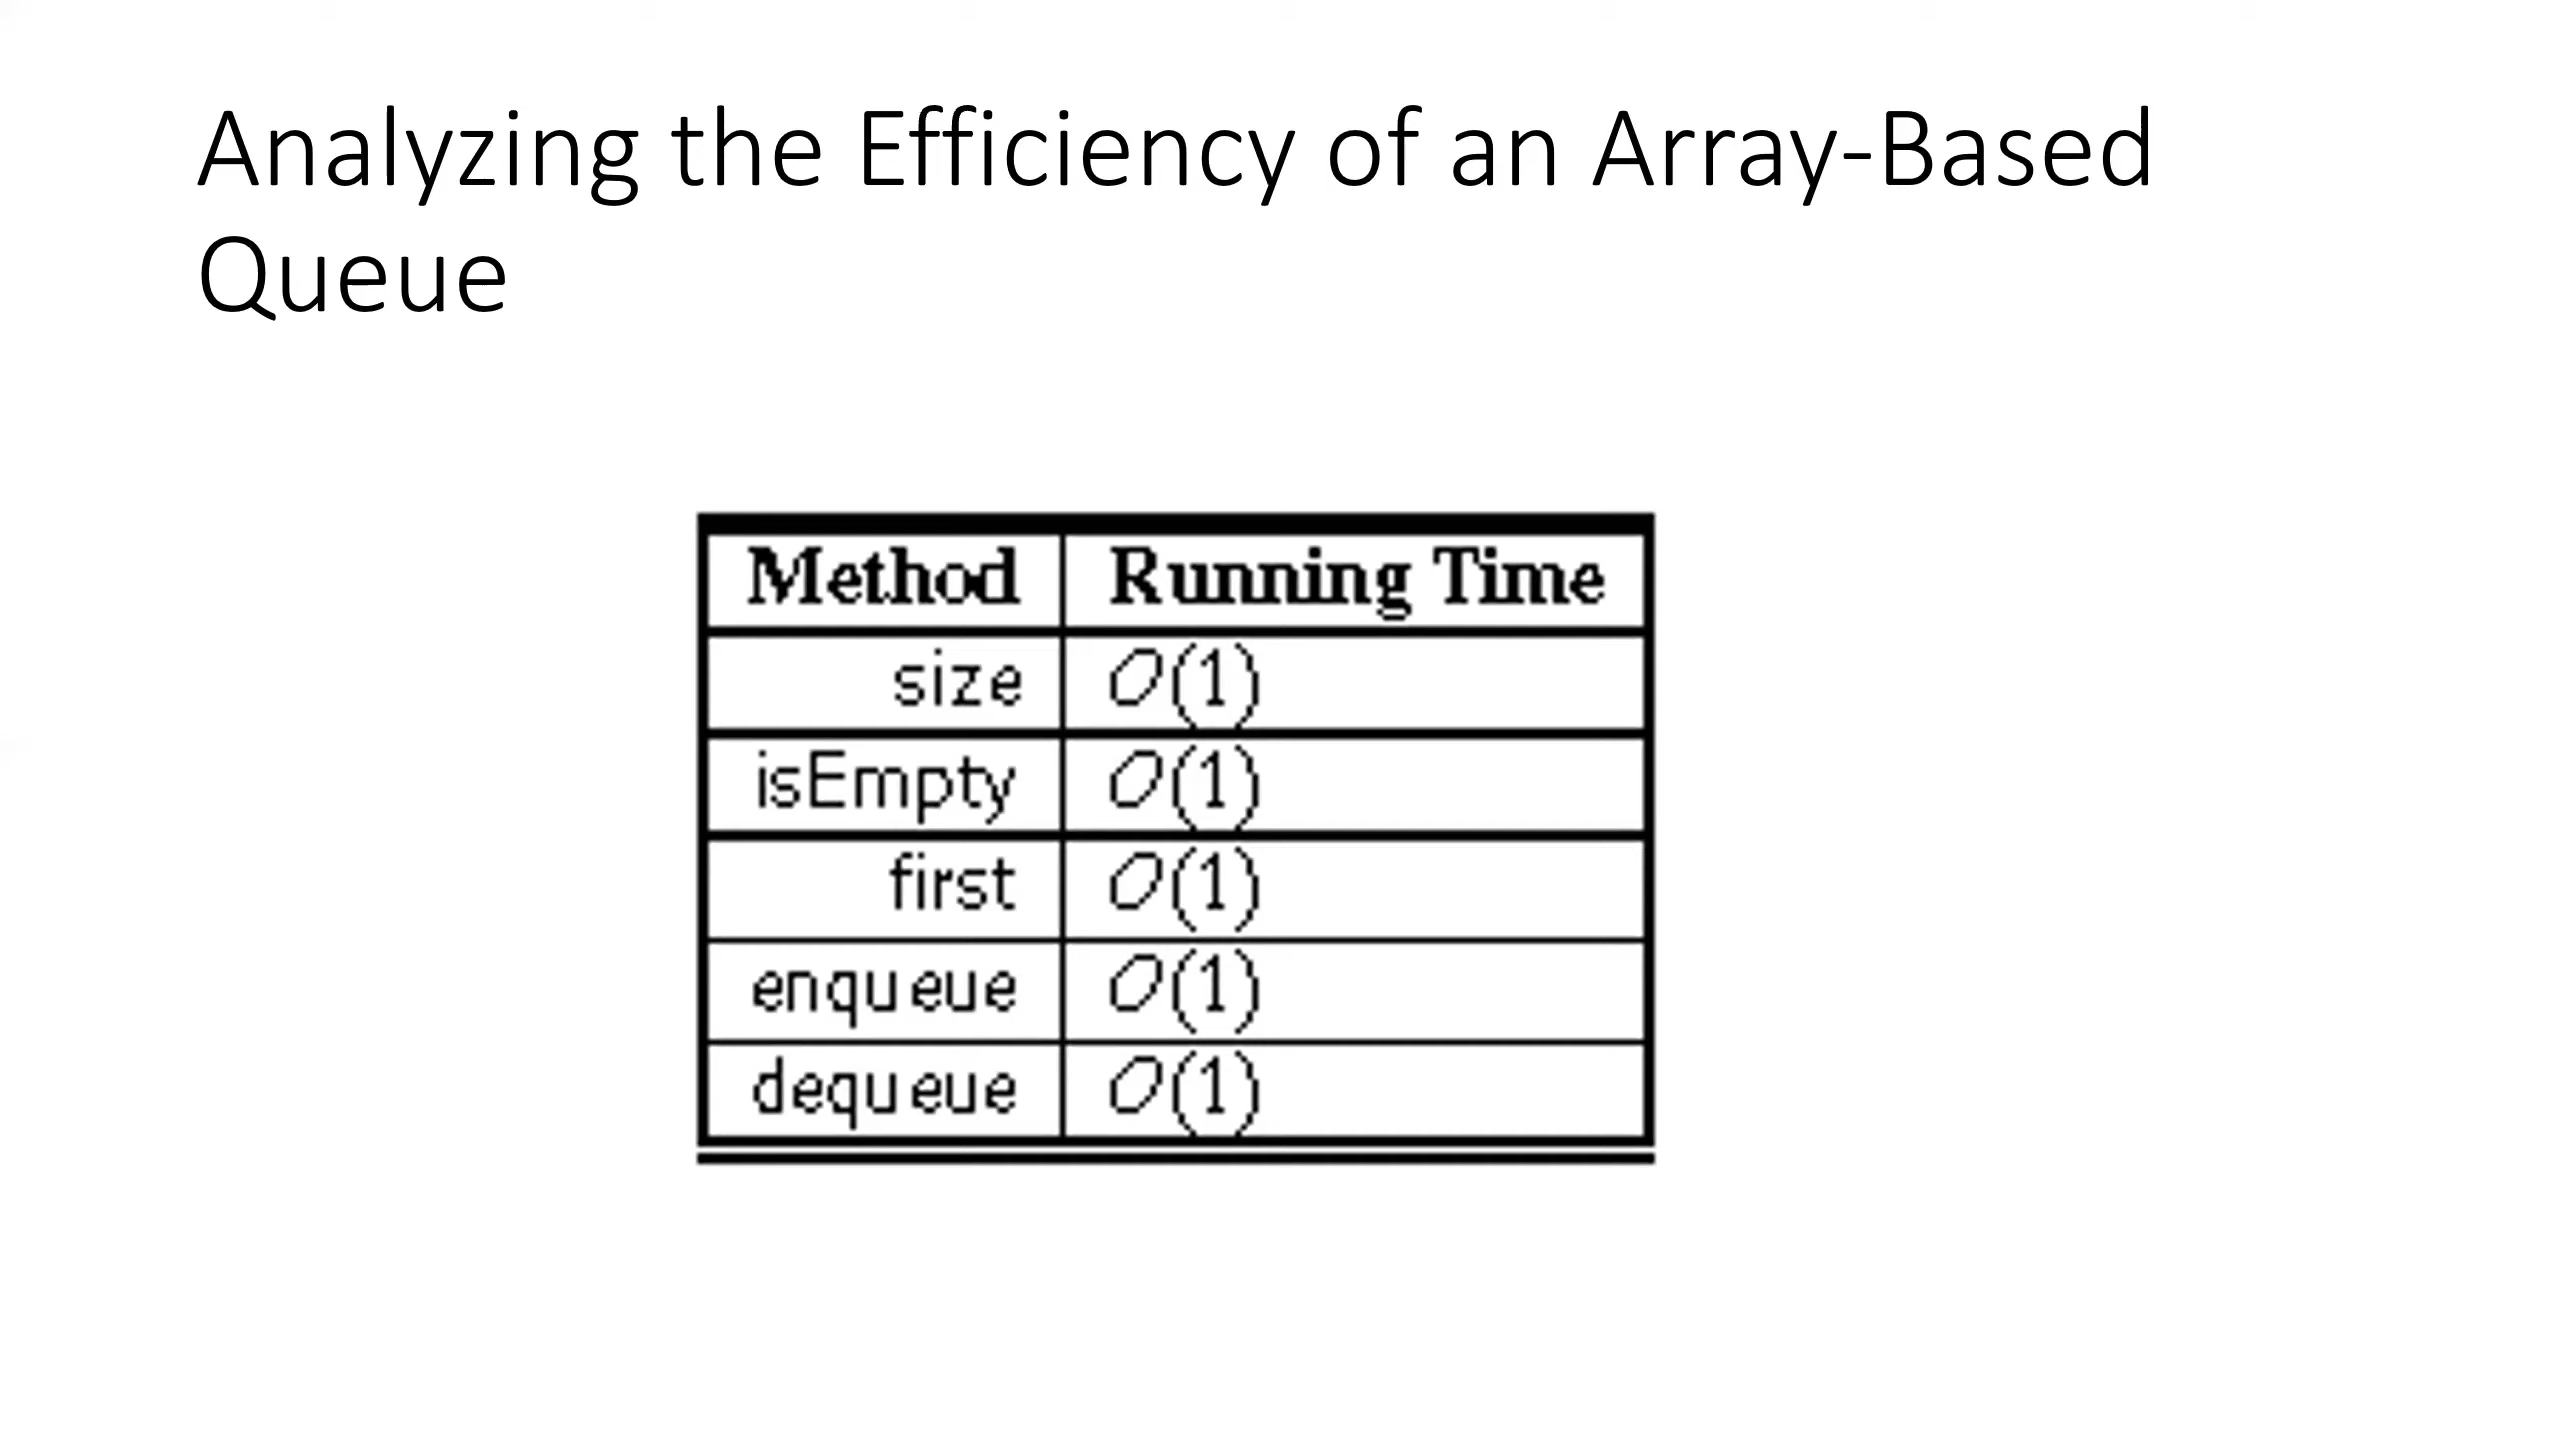 Analyzing the Efficiency of an Array-Based
Queue
Method Running Time
size O(1)
isEmpty O(1)
first O(1)
enqueue O(1)
dequeue O(1)